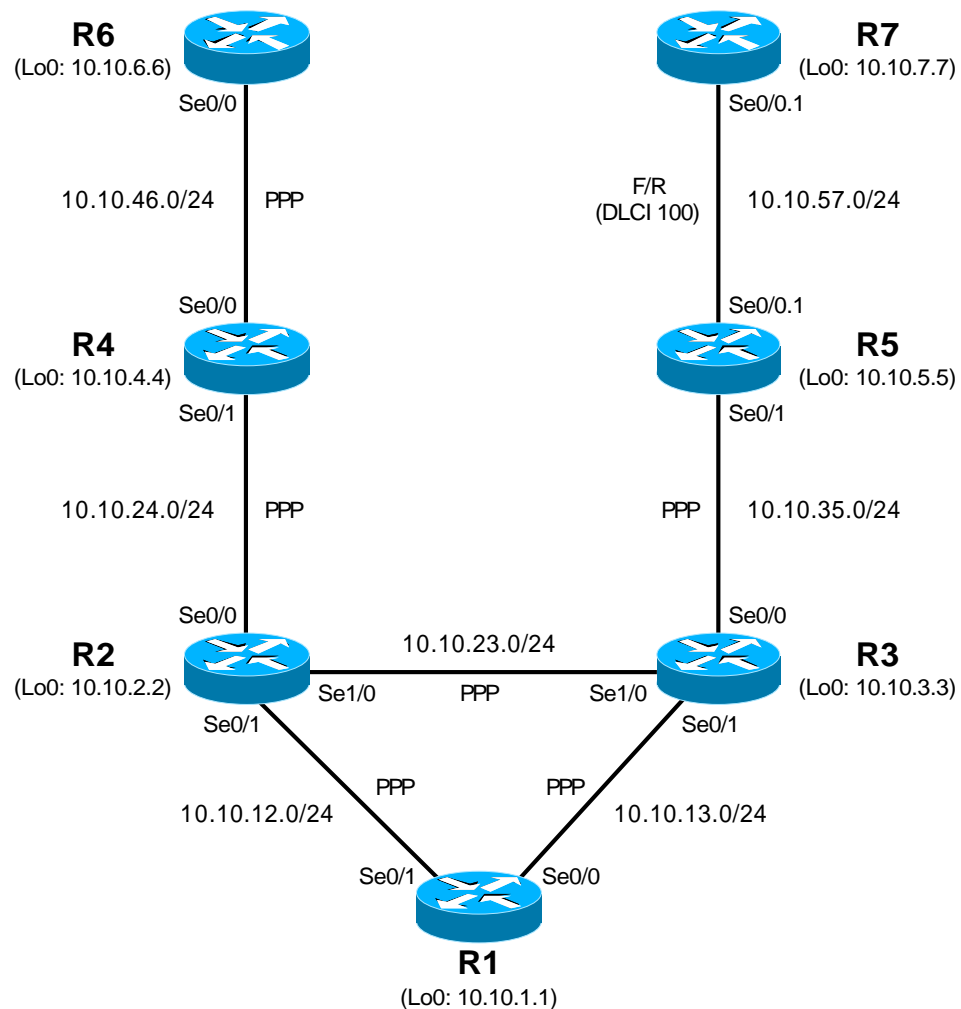 R6
(Lo0: 10.10.6.6)
R7
(Lo0: 10.10.7.7)
Se0/0
Se0/0.1
10.10.46.0/24
PPP
F/R
(DLCI 100)
10.10.57.0/24
Se0/0
Se0/0.1
R4
(Lo0: 10.10.4.4)
R5
(Lo0: 10.10.5.5)
Se0/1
Se0/1
10.10.24.0/24
PPP
PPP
10.10.35.0/24
Se0/0
Se0/0
R2
(Lo0: 10.10.2.2)
10.10.23.0/24
R3
(Lo0: 10.10.3.3)
Se1/0
PPP
Se1/0
Se0/1
Se0/1
PPP
PPP
10.10.12.0/24
10.10.13.0/24
Se0/1
Se0/0
R1
(Lo0: 10.10.1.1)